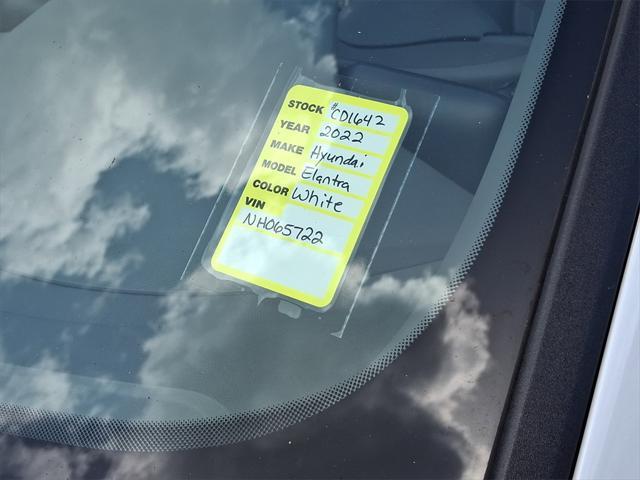 STOCK #CD1642
YEAR 2022
MAKE Hyundai
MODEL Elantra
COLOR White
VIN
NH065722